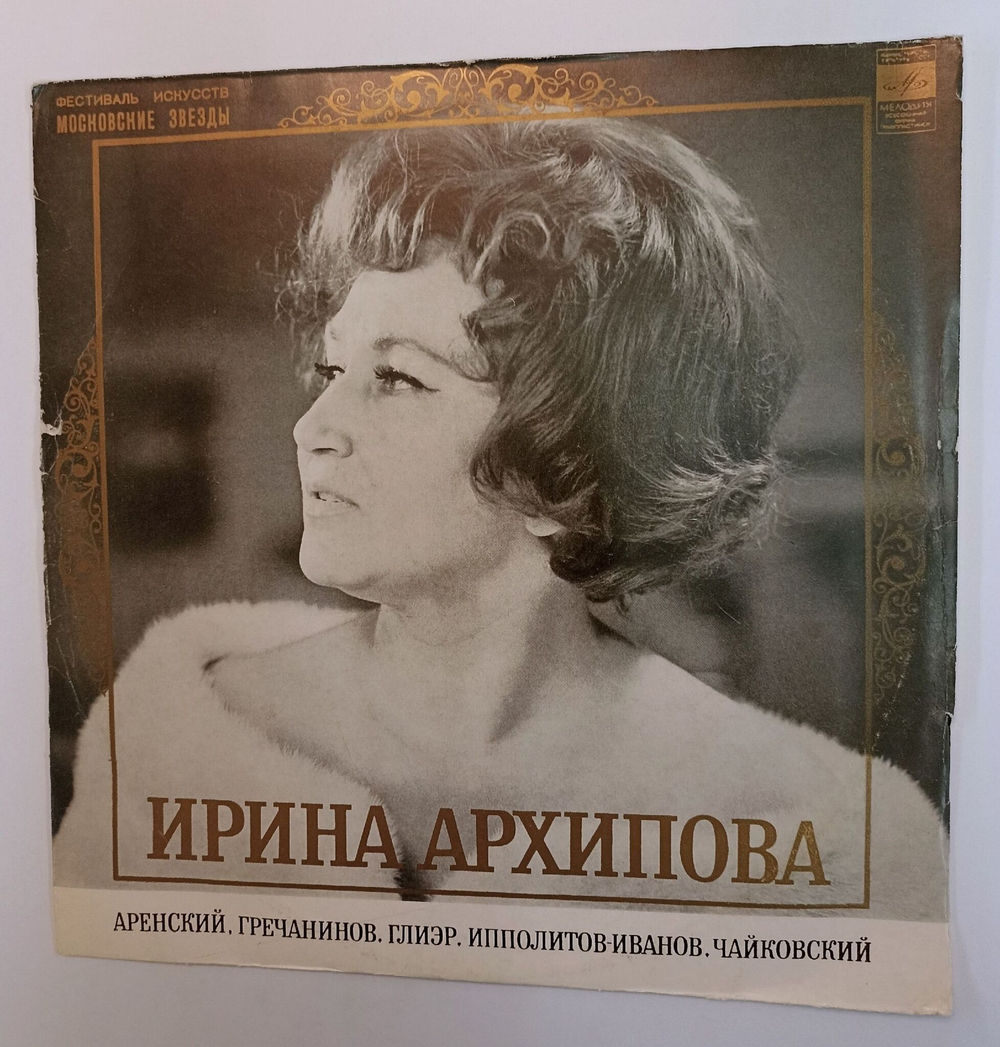 ФЕСТИВАЛЬ ИСКУССТВ
МОСКОВСКИЕ ЗВЕЗДЫ
МЕЛОДИЯ
ИРИНА АРХИПОВА
АРЕНСКИЙ, ГРЕЧАНИНОВ, ГЛИЭР, ИППОЛИТОВ-ИВАНОВ, ЧАЙКОВСКИЙ